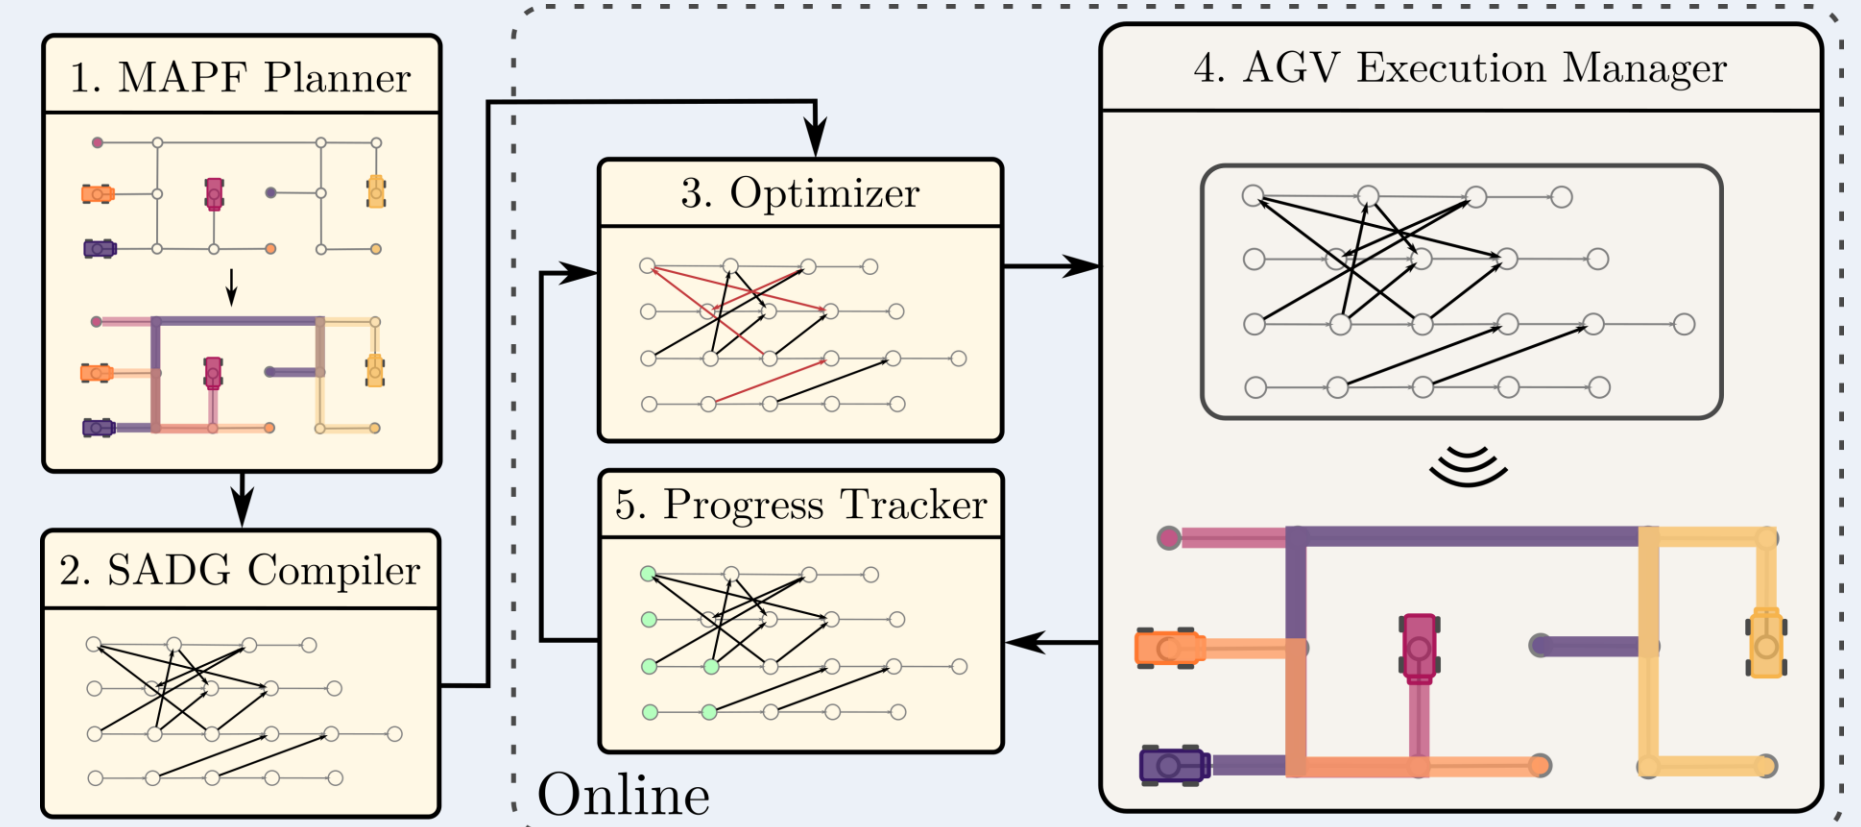 1. MAPF Planner
2. SADG Compiler
3. Optimizer
4. AGV Execution Manager
5. Progress Tracker
Online